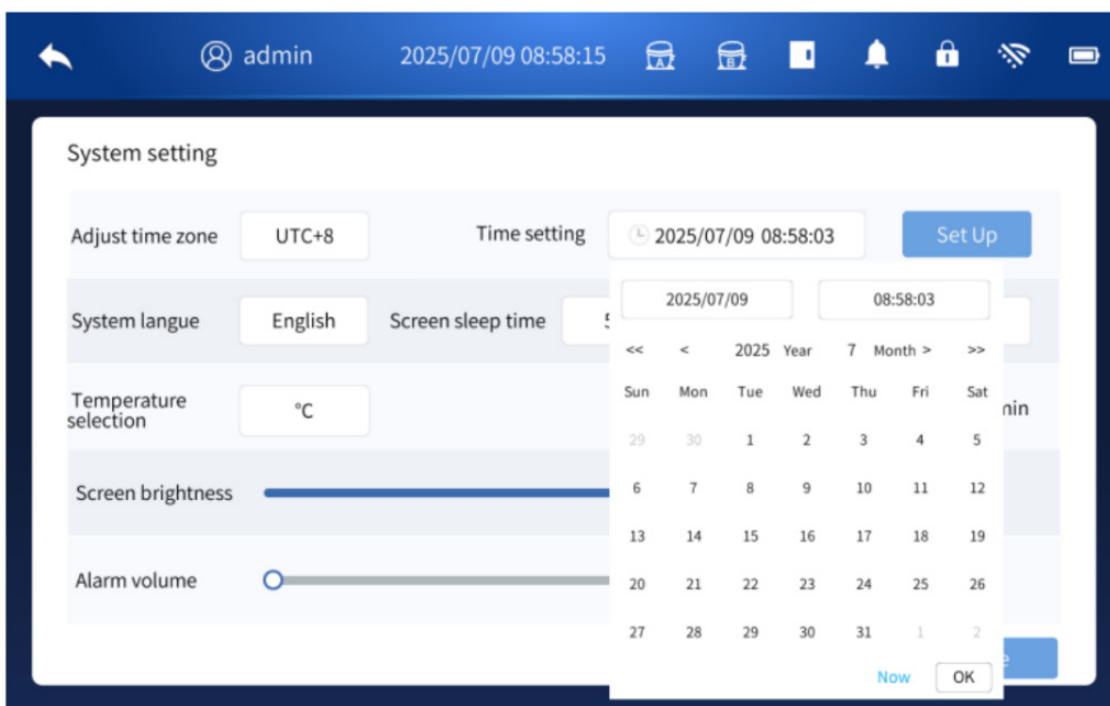 admin 2025/07/09 08:58:15 A B
System setting
Adjust time zone UTC+8 Time setting 2025/07/09 08:58:03 Set Up
2025/07/09 08:58:03
System langue English Screen sleep time
<< < 2025 Year 7 Month > >>
Sun Mon Tue Wed Thu Fri Sat
Temperature
selection °C
29 30 1 2 3 4 5
6 7 8 9 10 11 12
Screen brightness
13 14 15 16 17 18 19
Alarm volume
20 21 22 23 24 25 26
27 28 29 30 31 1 2
Now OK